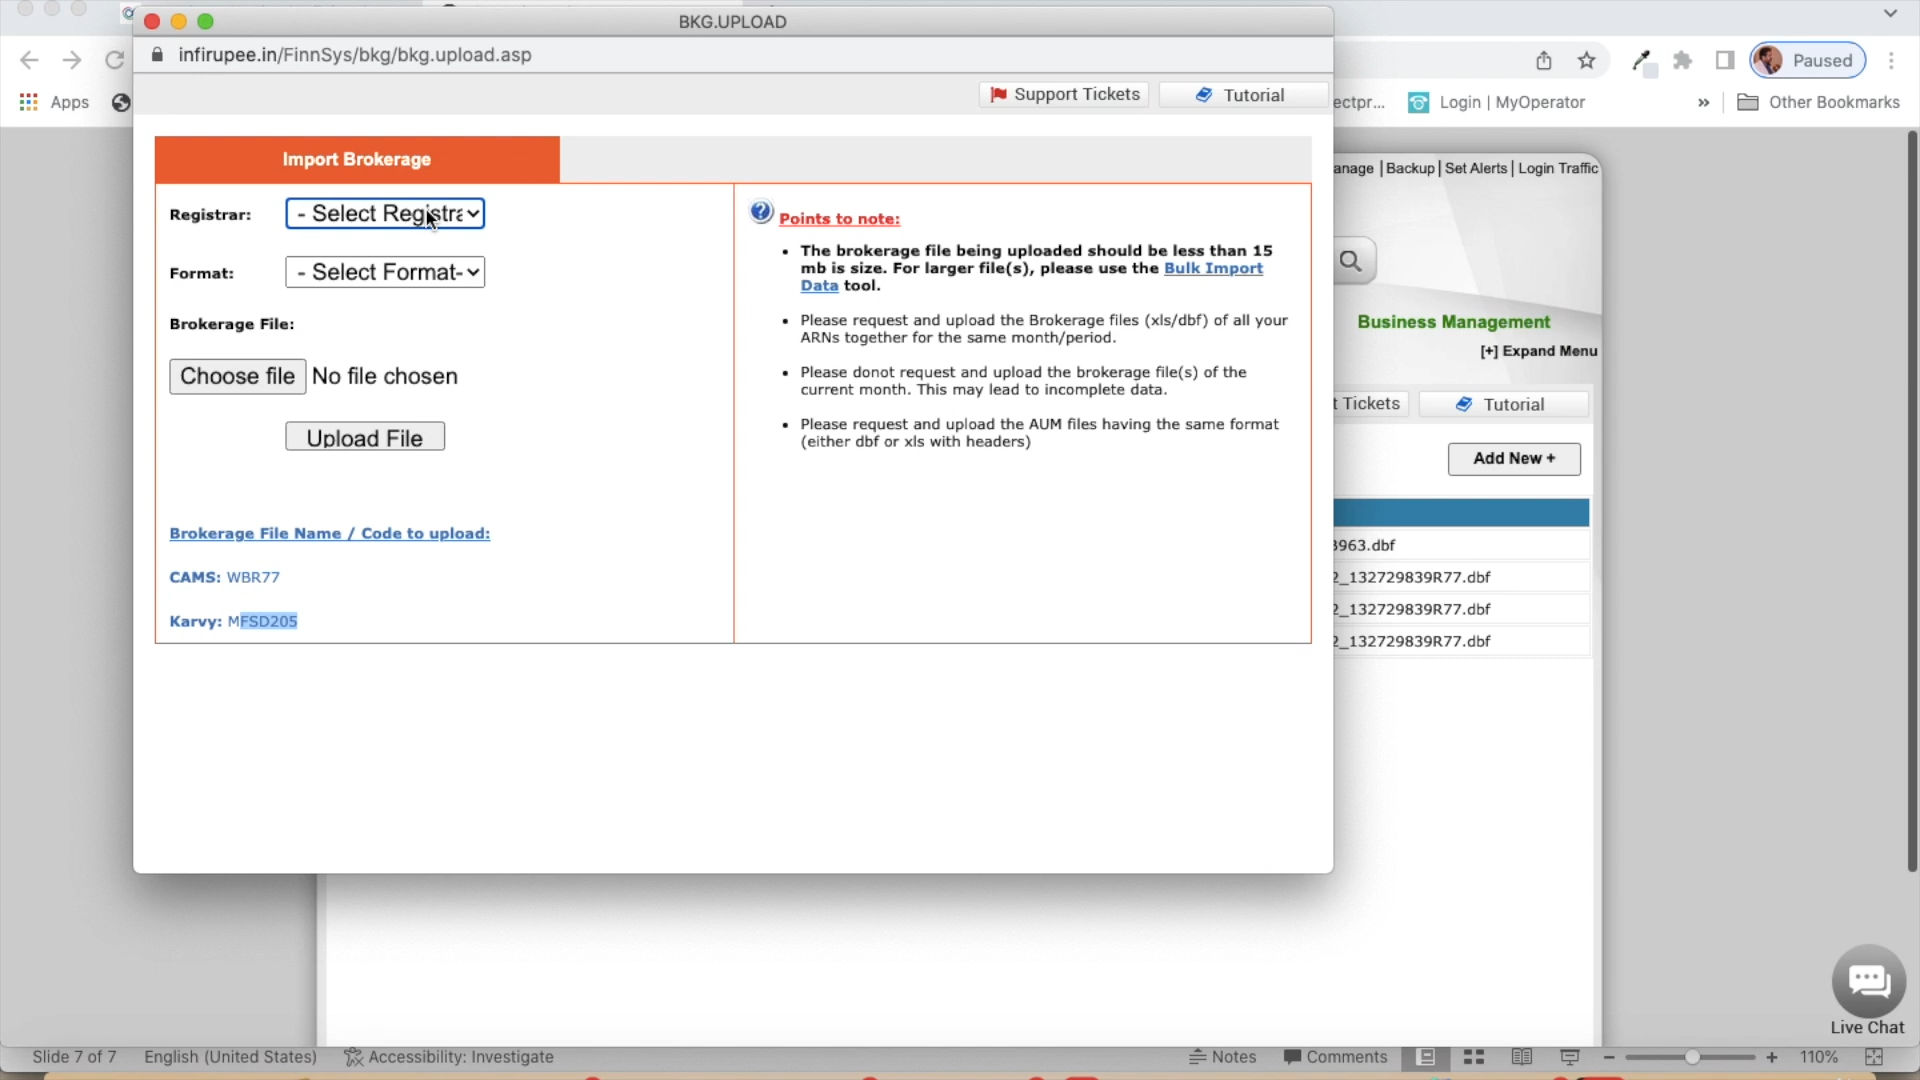 BKG.UPLOAD
infirupee.in/FinnSys/bkg/bkg.upload.asp
Paused
Apps
ectpr...
Login | MyOperator
»
Other Bookmarks
Support Tickets
Tutorial
Import Brokerage
anage | Backup | Set Alerts | Login Traffic
Registrar:
- Select Registra
Format:
- Select Format-
Brokerage File:
Choose file No file chosen
Upload File
Brokerage File Name / Code to upload:
CAMS: WBR77
Karvy: MFSD205
Points to note:
• The brokerage file being uploaded should be less than 15
mb is size. For larger file(s), please use the Bulk Import
Data tool.
• Please request and upload the Brokerage files (xls/dbf) of all your
ARNs together for the same month/period.
• Please donot request and upload the brokerage file(s) of the
current month. This may lead to incomplete data.
• Please request and upload the AUM files having the same format
(either dbf or xls with headers)
Business Management
[+] Expand Menu
t Tickets
Tutorial
Add New +
3963.dbf
2_132729839R77.dbf
2_132729839R77.dbf
2_132729839R77.dbf
Live Chat
Slide 7 of 7
English (United States)
Accessibility: Investigate
Notes
Comments
110%